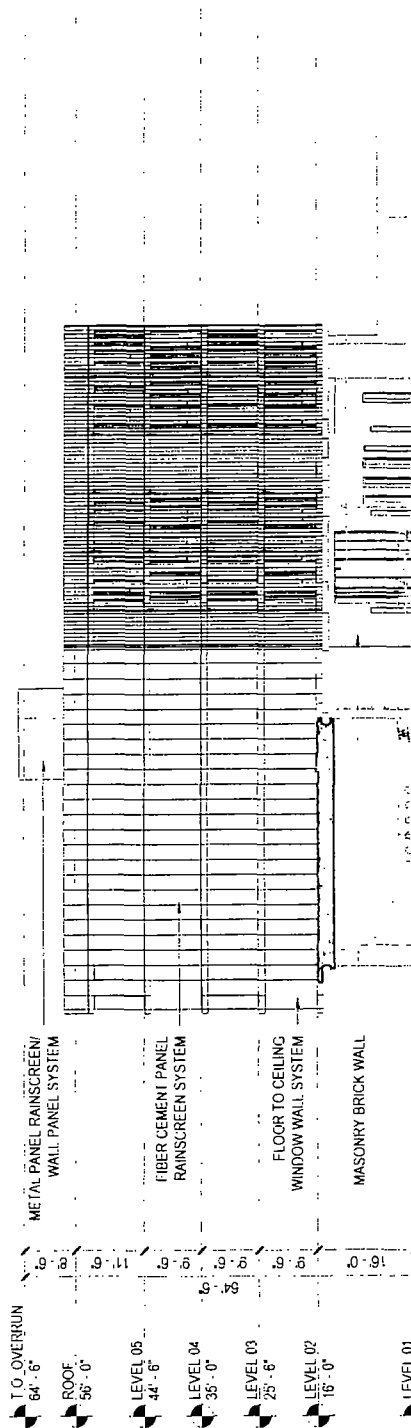 T.O. OVERRUN
64' - 6"
ROOF
56' - 0"
LEVEL 05
44' - 6"
LEVEL 04
35' - 0"
LEVEL 03
25' - 6"
LEVEL 02
16' - 0"
LEVEL 01
8' - 6"
11' - 6"
9' - 6"
9' - 6"
9' - 6"
16' - 0"
64' - 6"
METAL PANEL RAINSCREEN/
WALL PANEL SYSTEM
FIBER CEMENT PANEL
RAINSCREEN SYSTEM
FLOOR TO CEILING
WINDOW WALL SYSTEM
MASONRY BRICK WALL